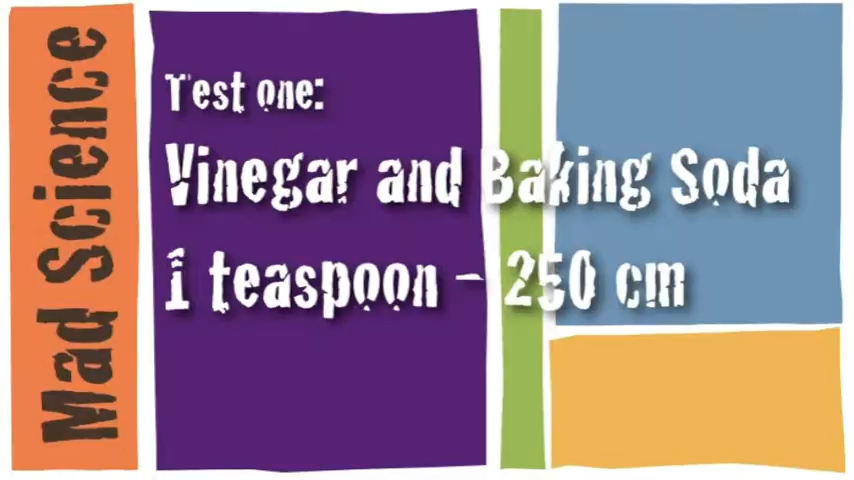 Mad Science
Test one:
Vinegar and Baking Soda
1 teaspoon - 250 cm